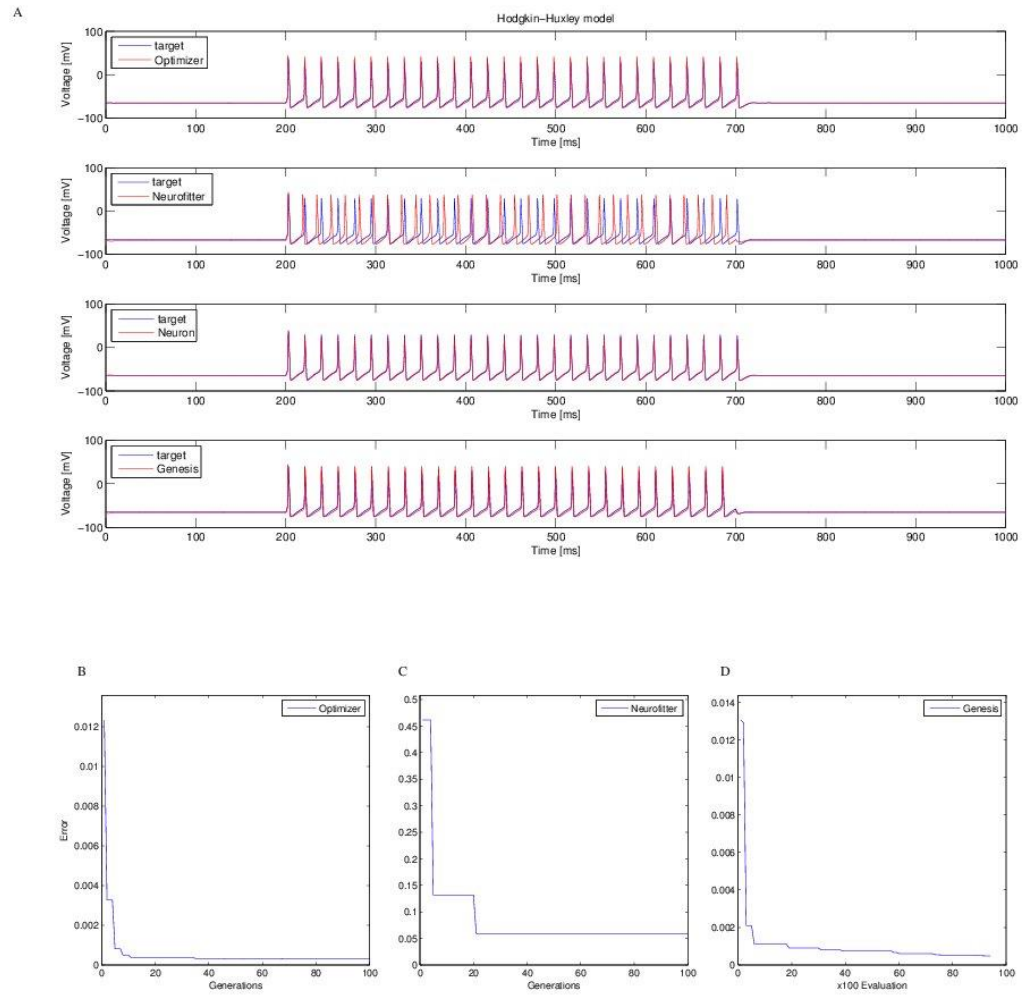 A
Hodgkin-Huxley model
100
0
-100
Voltage [mV]
target
Optimizer
0 100 200 300 400 500 600 700 800 900 1000
Time [ms]
100
0
-100
Voltage [mV]
target
Neurofitter
0 100 200 300 400 500 600 700 800 900 1000
Time [ms]
100
0
-100
Voltage [mV]
target
Neuron
0 100 200 300 400 500 600 700 800 900 1000
Time [ms]
100
0
-100
Voltage [mV]
target
Genesis
0 100 200 300 400 500 600 700 800 900 1000
Time [ms]
B
Optimizer
0.012
0.01
0.008
0.006
0.004
0.002
0
Error
0 20 40 60 80 100
Generations
C
Neurofitter
0.5
0.45
0.4
0.35
0.3
0.25
0.2
0.15
0.1
0.05
0
0 20 40 60 80 100
Generations
D
Genesis
0.014
0.012
0.01
0.008
0.006
0.004
0.002
0
0 20 40 60 80 100
x100 Evaluation